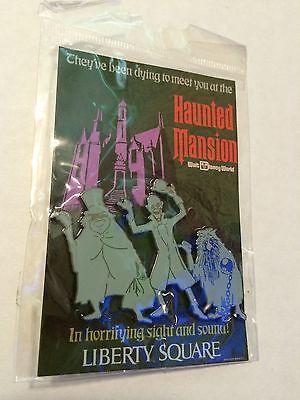 They've been dying to meet you at the
Haunted
Mansion
Walt Disney World
In horrifying sight and sound!
LIBERTY SQUARE